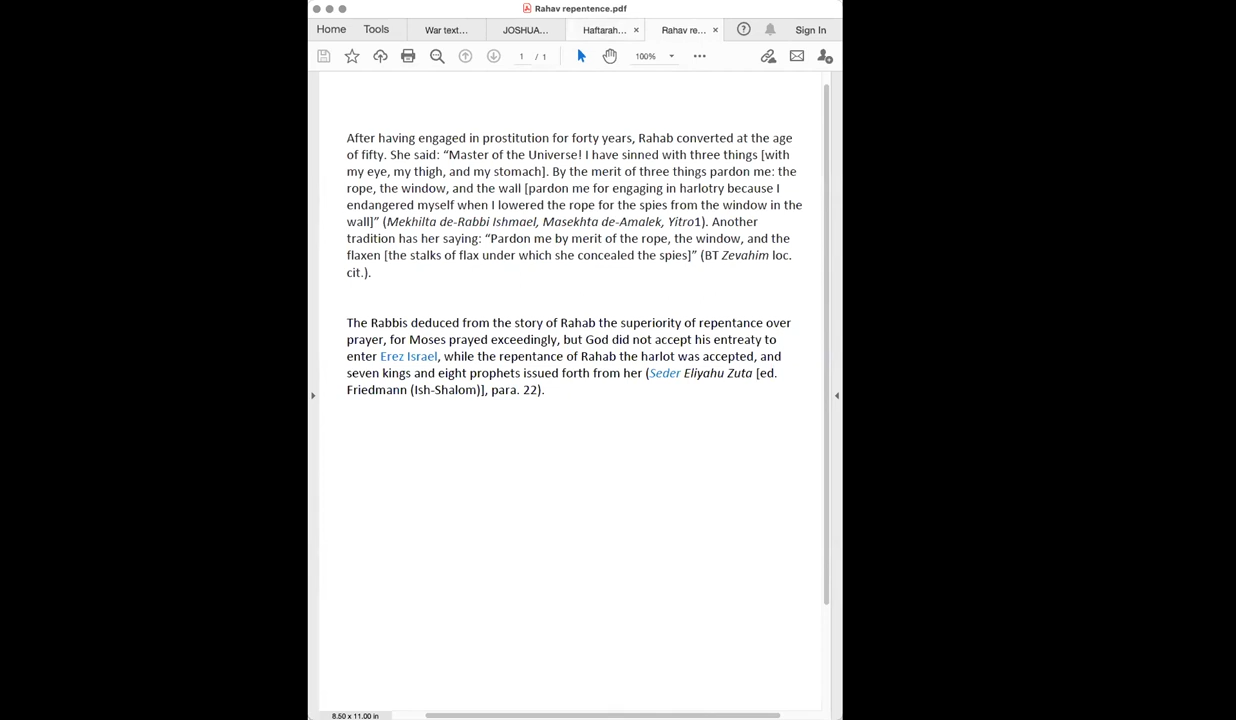 Rahav repentence.pdf
Home Tools War text... JOSHUA... Haftarah... × Rahav re... × Sign In
1 / 1 100%
After having engaged in prostitution for forty years, Rahab converted at the age
of fifty. She said: “Master of the Universe! I have sinned with three things [with
my eye, my thigh, and my stomach]. By the merit of three things pardon me: the
rope, the window, and the wall [pardon me for engaging in harlotry because I
endangered myself when I lowered the rope for the spies from the window in the
wall]” (Mekhilta de-Rabbi Ishmael, Masekhta de-Amalek, Yitro1). Another
tradition has her saying: “Pardon me by merit of the rope, the window, and the
flaxen [the stalks of flax under which she concealed the spies]” (BT Zevahim loc.
cit.).
The Rabbis deduced from the story of Rahab the superiority of repentance over
prayer, for Moses prayed exceedingly, but God did not accept his entreaty to
enter Erez Israel, while the repentance of Rahab the harlot was accepted, and
seven kings and eight prophets issued forth from her (Seder Eliyahu Zuta [ed.
Friedmann (Ish-Shalom)], para. 22).
8.50 x 11.00 in